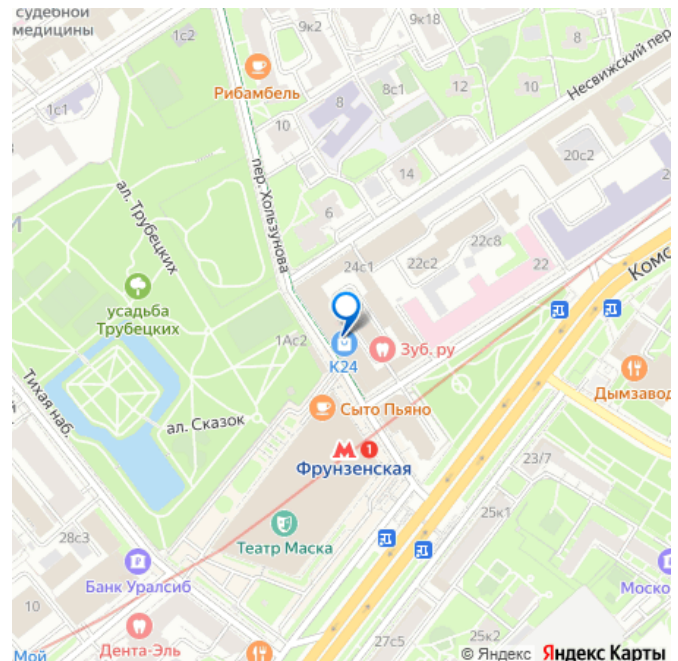 судебной
медицины
1с2
9к2
9к18
8
Рибамбель
8
8с1
12
10
10
Несвижский пер.
1с1
20с2
14
6
пер. Хользунова
ал. Трубецких
24с1
22с2
22с8
22
Комс
усадьба
Трубецких
1Ас2
К24
Зуб. ру
Дымзавод
Тихая наб.
ал. Сказок
Сыто Пьяно
М 1
Фрунзенская
23/7
25к1
28с3
Театр Маска
Банк Уралсиб
Моско
10
Дента-Эль
Мой
27с5
25к2
© Яндекс Яндекс Карты